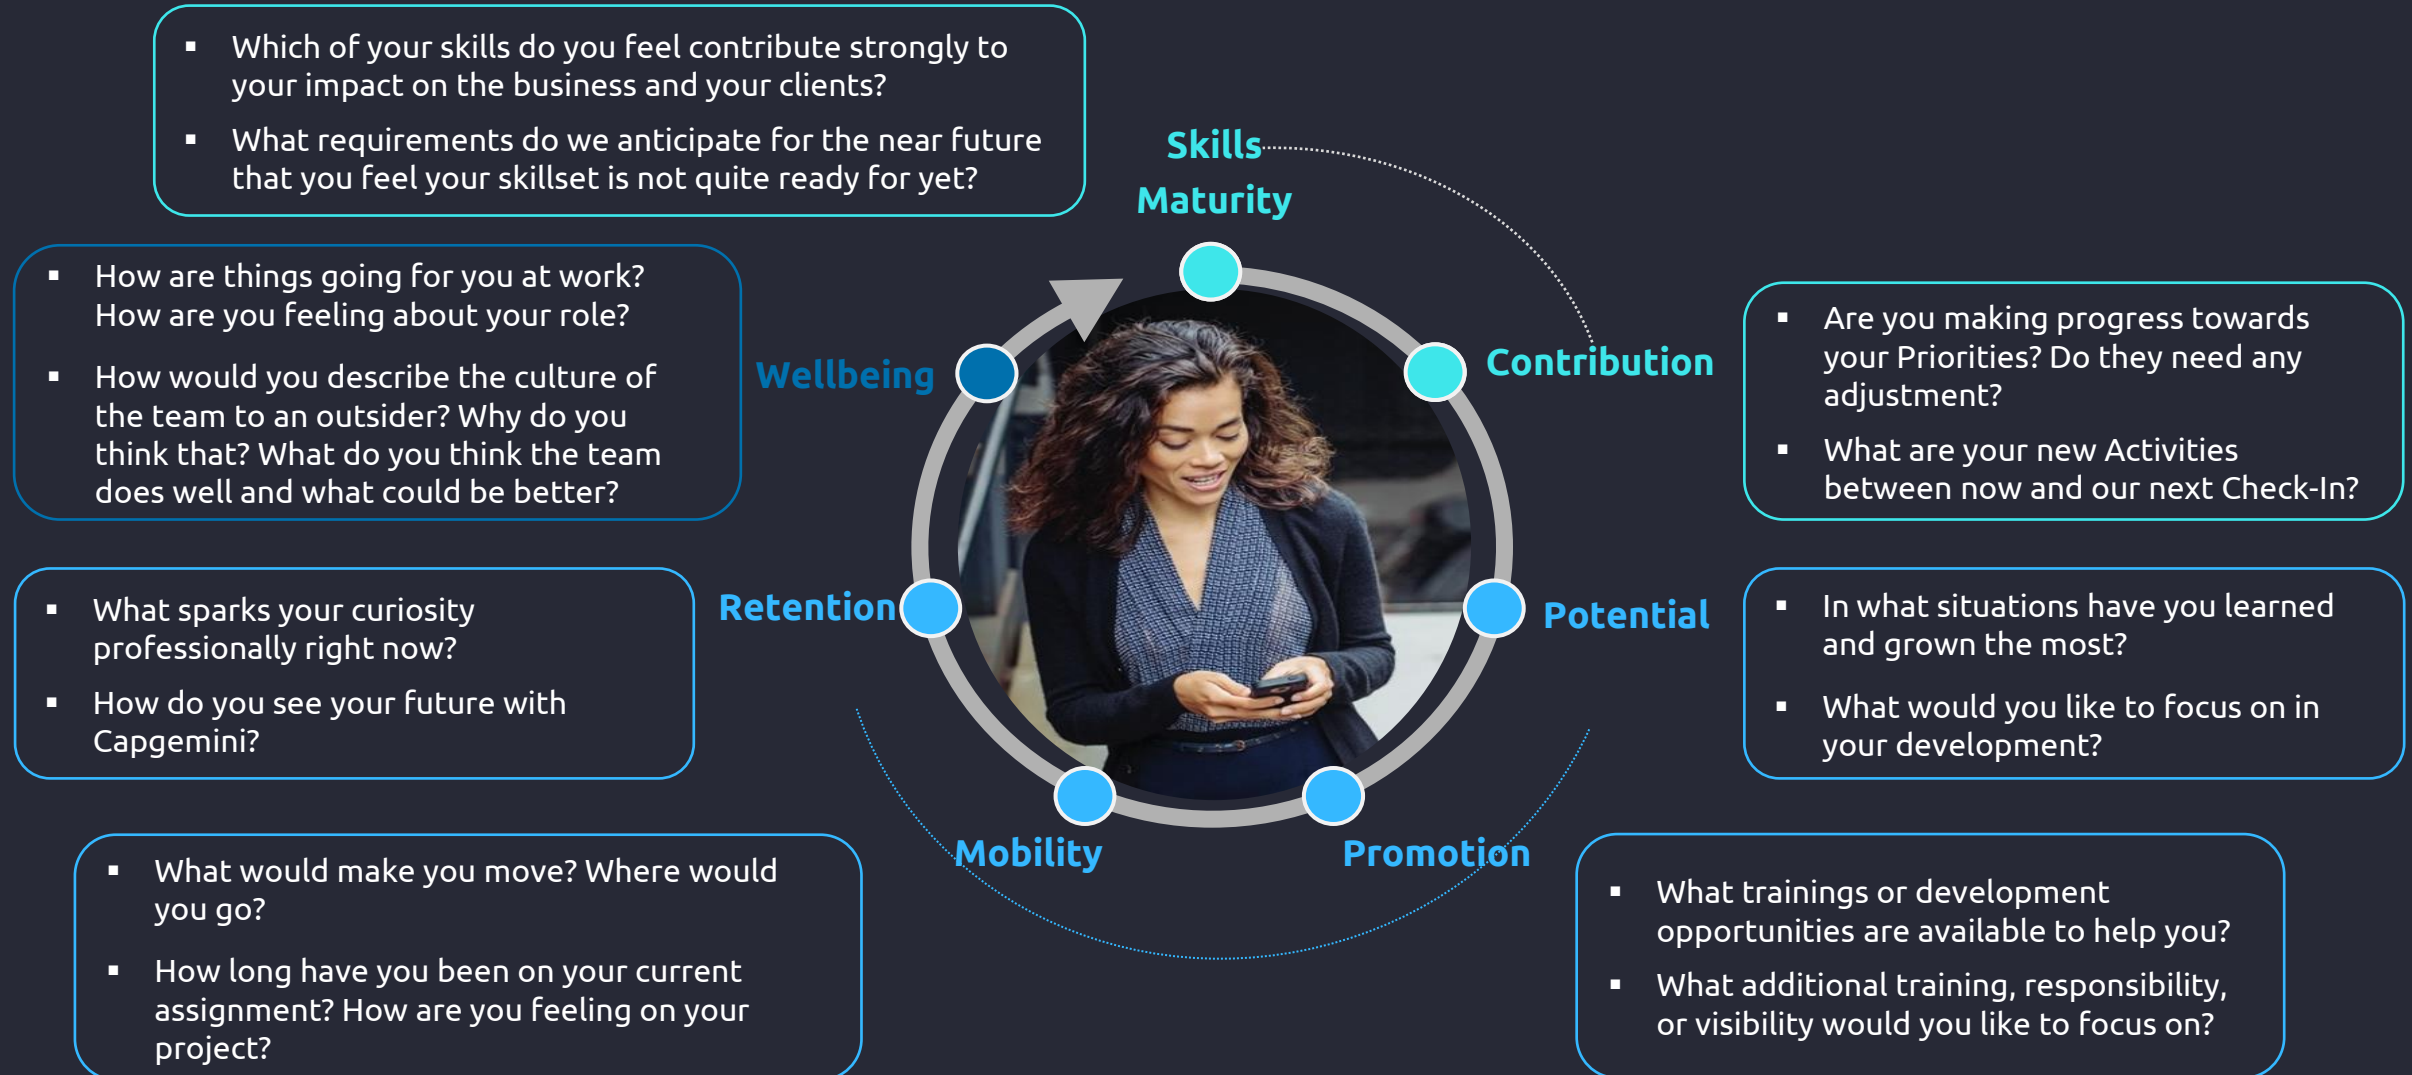 ▪ Which of your skills do you feel contribute strongly to
your impact on the business and your clients?
▪ What requirements do we anticipate for the near future
that you feel your skillset is not quite ready for yet?
Skills
Maturity
▪ How are things going for you at work?
How are you feeling about your role?
▪ How would you describe the culture of
the team to an outsider? Why do you
think that? What do you think the team
does well and what could be better?
Wellbeing
Contribution
▪ Are you making progress towards
your Priorities? Do they need any
adjustment?
▪ What are your new Activities
between now and our next Check-In?
▪ What sparks your curiosity
professionally right now?
▪ How do you see your future with
Capgemini?
Retention
Potential
▪ In what situations have you learned
and grown the most?
▪ What would you like to focus on in
your development?
▪ What would make you move? Where would
you go?
▪ How long have you been on your current
assignment? How are you feeling on your
project?
Mobility
Promotion
▪ What trainings or development
opportunities are available to help you?
▪ What additional training, responsibility,
or visibility would you like to focus on?